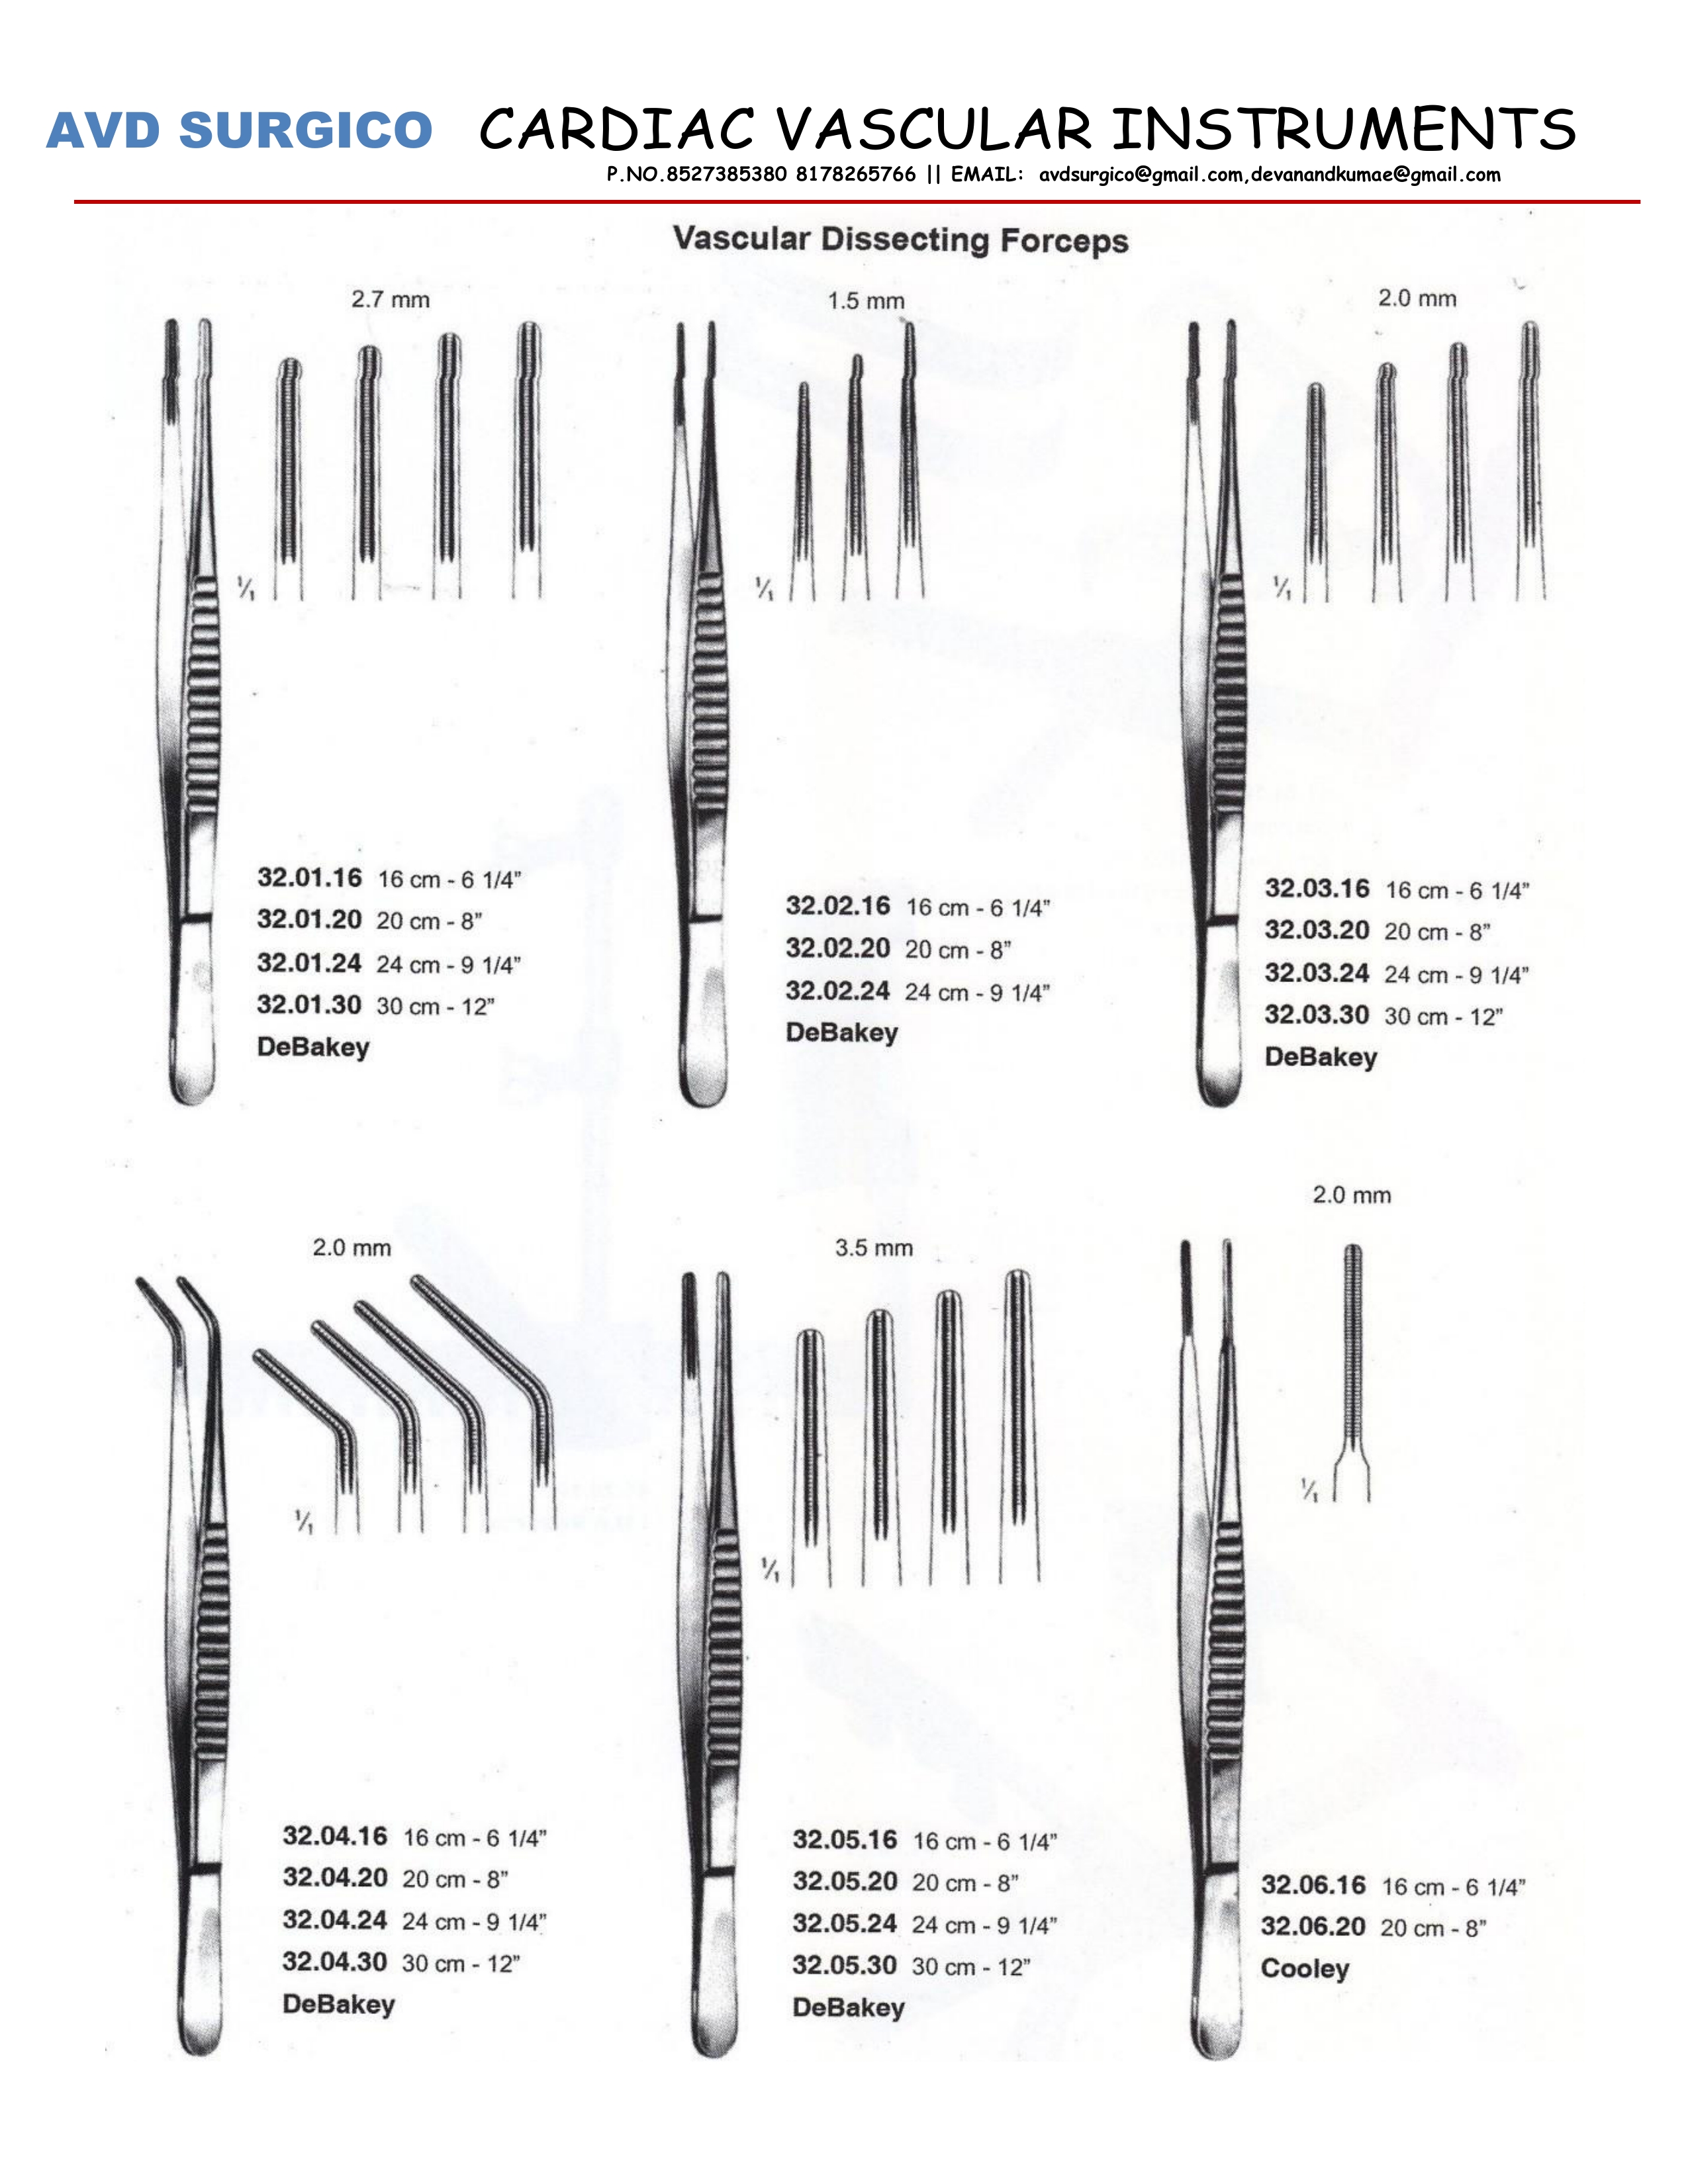 AVD SURGICO CARDIAC VASCULAR INSTRUMENTS
P.NO.8527385380 8178265766 || EMAIL: avdsurgico@gmail.com,devanandkumae@gmail.com
Vascular Dissecting Forceps
2.7 mm
1/1
32.01.16 16 cm - 6 1/4”
32.01.20 20 cm - 8”
32.01.24 24 cm - 9 1/4”
32.01.30 30 cm - 12”
DeBakey
1.5 mm
1/1
32.02.16 16 cm - 6 1/4”
32.02.20 20 cm - 8”
32.02.24 24 cm - 9 1/4”
DeBakey
2.0 mm
1/1
32.03.16 16 cm - 6 1/4”
32.03.20 20 cm - 8”
32.03.24 24 cm - 9 1/4”
32.03.30 30 cm - 12”
DeBakey
2.0 mm
1/1
32.04.16 16 cm - 6 1/4”
32.04.20 20 cm - 8”
32.04.24 24 cm - 9 1/4”
32.04.30 30 cm - 12”
DeBakey
3.5 mm
1/1
32.05.16 16 cm - 6 1/4”
32.05.20 20 cm - 8”
32.05.24 24 cm - 9 1/4”
32.05.30 30 cm - 12”
DeBakey
2.0 mm
1/1
32.06.16 16 cm - 6 1/4”
32.06.20 20 cm - 8”
Cooley